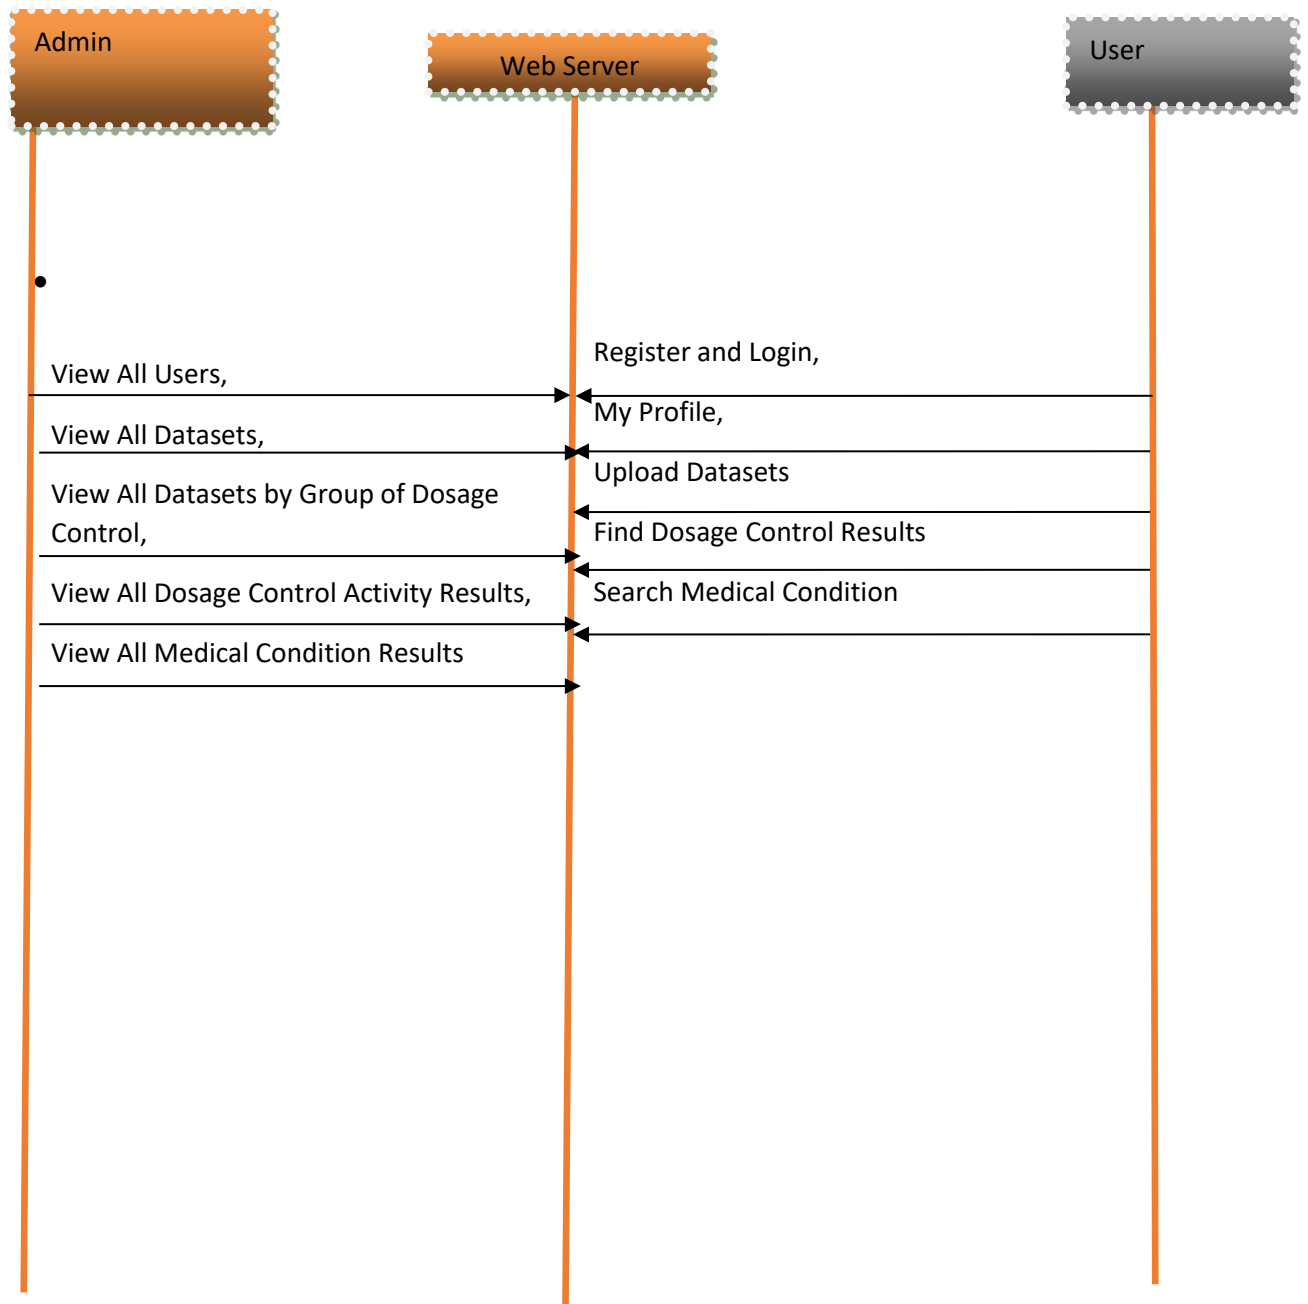 Admin
Web Server
User
View All Users,
View All Datasets,
View All Datasets by Group of Dosage
Control,
View All Dosage Control Activity Results,
View All Medical Condition Results
Register and Login,
My Profile,
Upload Datasets
Find Dosage Control Results
Search Medical Condition